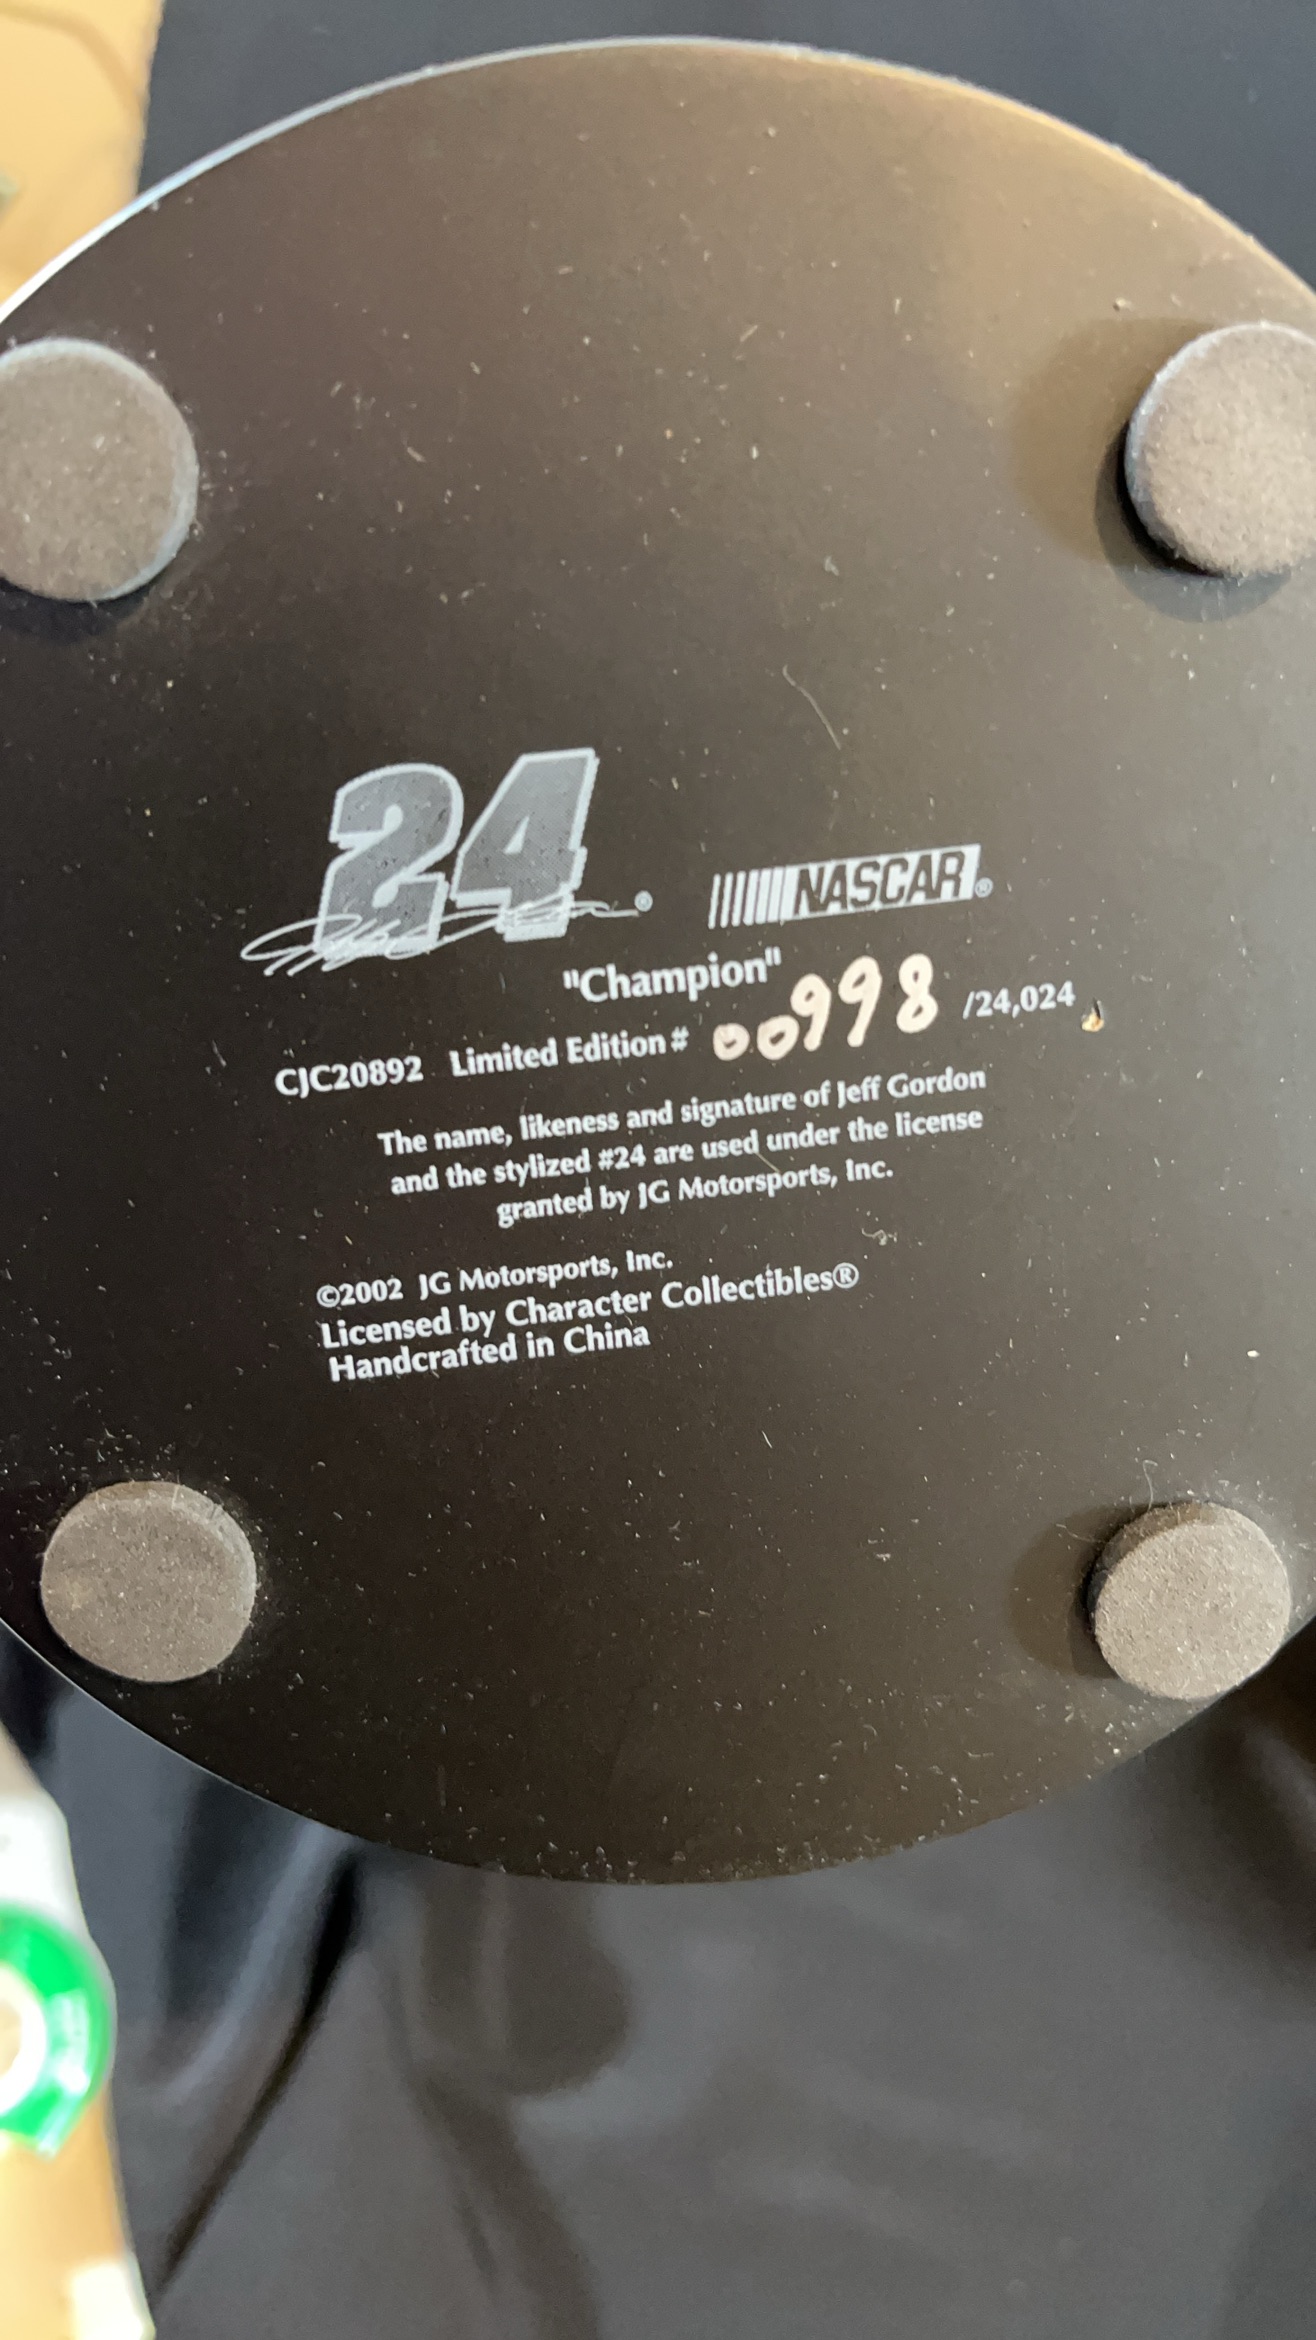 24®
NASCAR®
"Champion"
CJC20892 Limited Edition # 00998 /24,024
The name, likeness and signature of Jeff Gordon
and the stylized #24 are used under the license
granted by JG Motorsports, Inc.
©2002 JG Motorsports, Inc.
Licensed by Character Collectibles®
Handcrafted in China